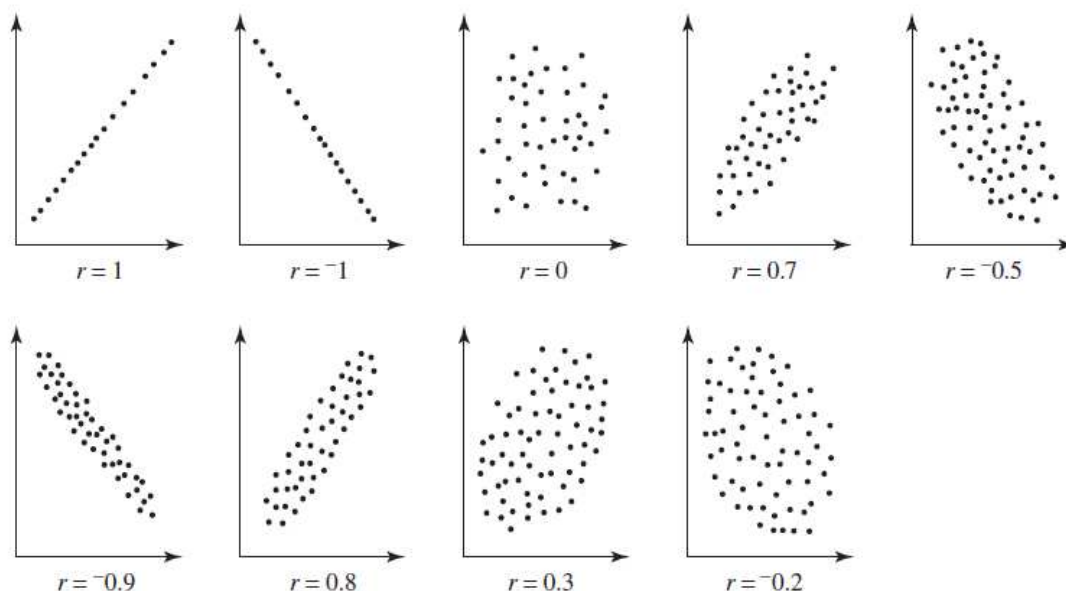 r = 1
r = ⁻1
r = 0
r = 0.7
r = ⁻0.5
r = ⁻0.9
r = 0.8
r = 0.3
r = ⁻0.2